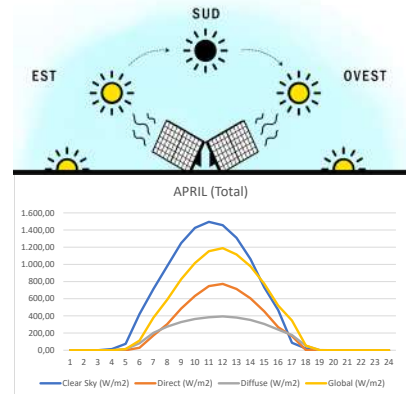 SUD
EST
OVEST
APRIL (Total)
1.600,00
1.400,00
1.200,00
1.000,00
800,00
600,00
400,00
200,00
0,00
1 2 3 4 5 6 7 8 9 10 11 12 13 14 15 16 17 18 19 20 21 22 23 24
Clear Sky (W/m2) Direct (W/m2) Diffuse (W/m2) Global (W/m2)